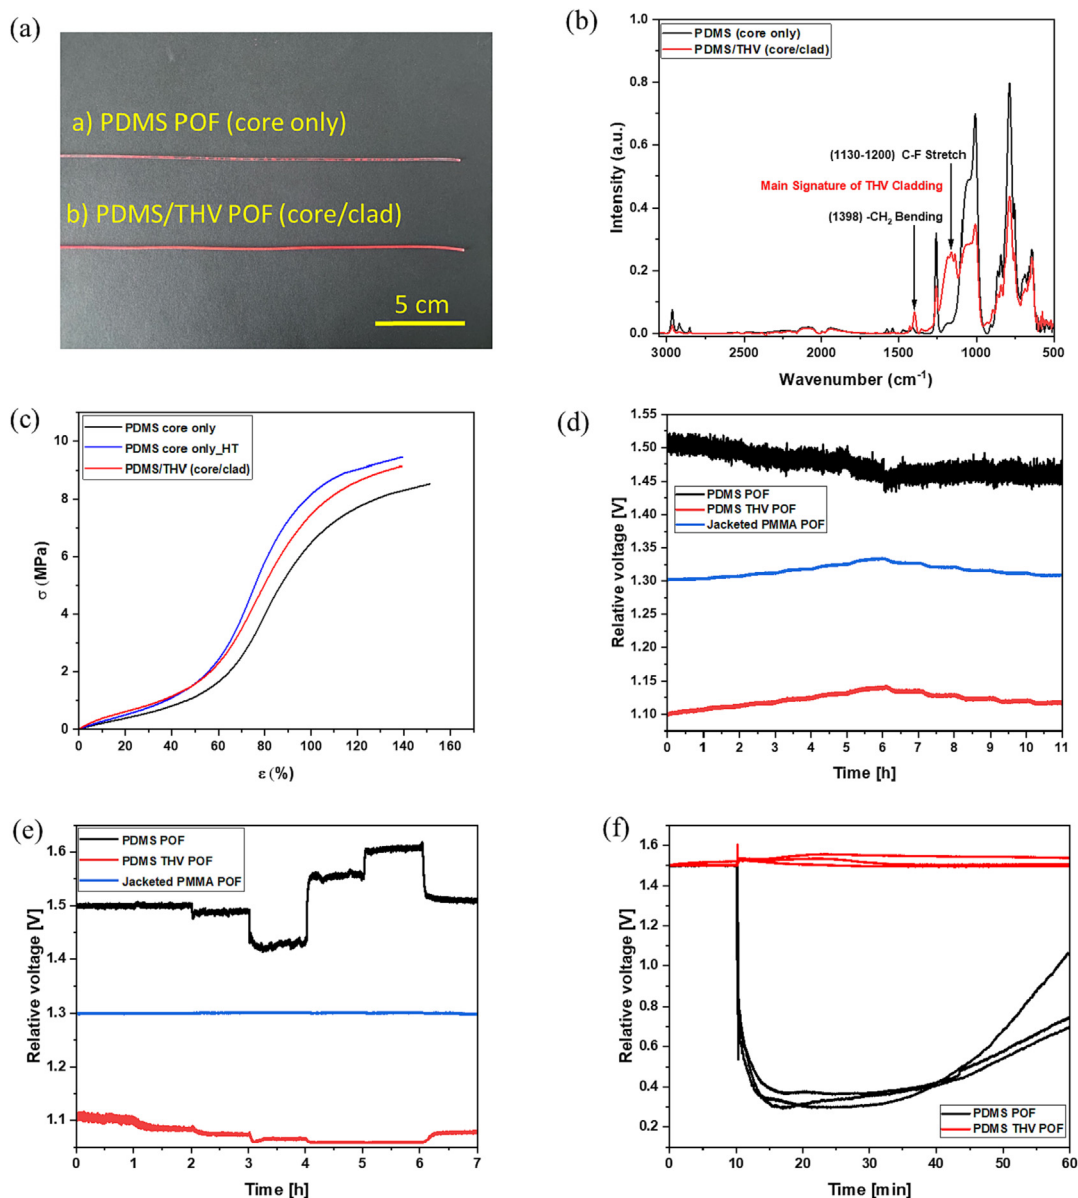 (a)
a) PDMS POF (core only)
b) PDMS/THV POF (core/clad)
5 cm
(b)
PDMS (core only)
PDMS/THV (core/clad)
1.0
0.8
0.6
0.4
0.2
0.0
Intensity (a.u.)
(1130-1200) C-F Stretch
Main Signature of THV Cladding
(1398) -CH₂ Bending
3000 2500 2000 1500 1000 500
Wavenumber (cm⁻¹)
(c)
PDMS core only
PDMS core only_HT
PDMS/THV (core/clad)
10
8
6
4
2
0
σ (MPa)
0 20 40 60 80 100 120 140 160
ε (%)
(d)
1.55
1.50
1.45
1.35
1.30
1.25
1.20
1.15
1.10
Relative voltage [V]
PDMS POF
PDMS THV POF
Jacketed PMMA POF
0 1 2 3 4 5 6 7 8 9 10 11
Time [h]
(e)
PDMS POF
PDMS THV POF
Jacketed PMMA POF
1.6
1.5
1.4
1.3
1.2
1.1
Relative voltage [V]
0 1 2 3 4 5 6 7
Time [h]
(f)
1.6
1.4
1.2
1.0
0.8
0.6
0.4
0.2
Relative voltage [V]
PDMS POF
PDMS THV POF
0 10 20 30 40 50 60
Time [min]